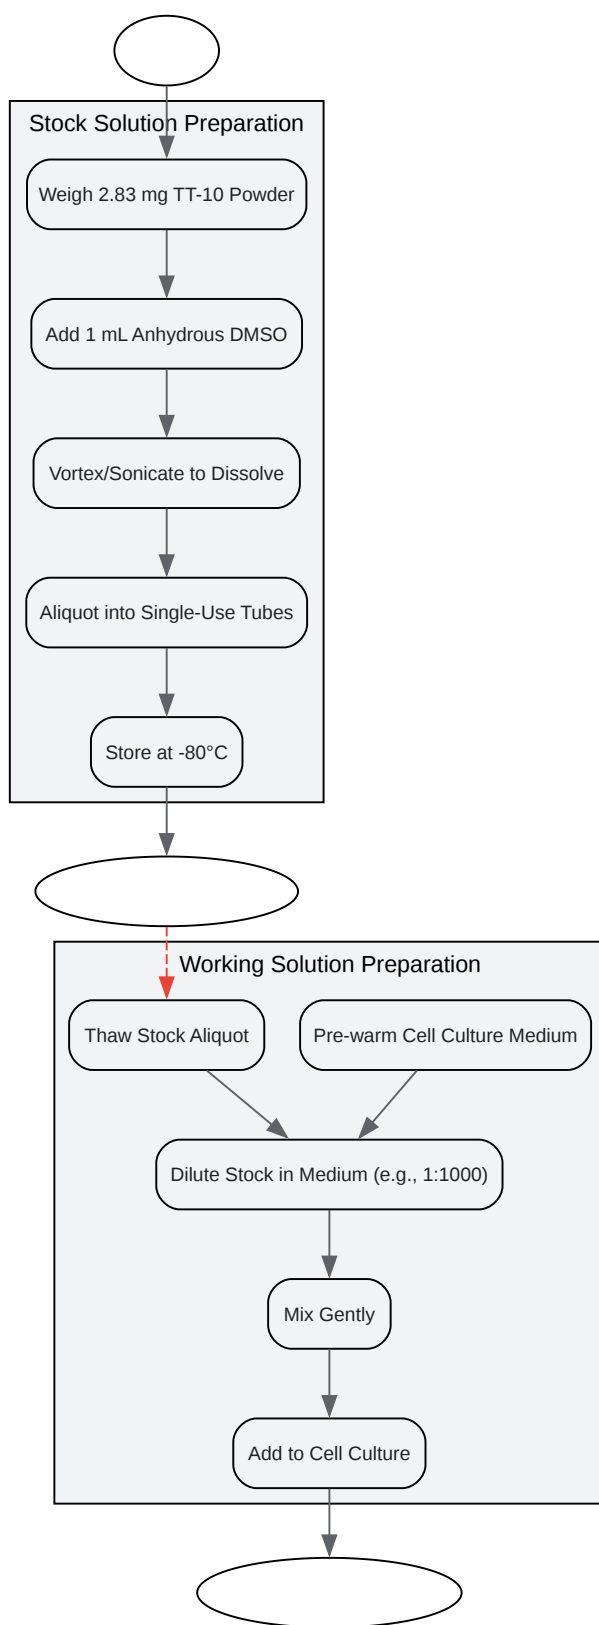 Stock Solution Preparation
Weigh 2.83 mg TT-10 Powder
Add 1 mL Anhydrous DMSO
Vortex/Sonicate to Dissolve
Aliquot into Single-Use Tubes
Store at -80°C
Working Solution Preparation
Thaw Stock Aliquot
Pre-warm Cell Culture Medium
Dilute Stock in Medium (e.g., 1:1000)
Mix Gently
Add to Cell Culture